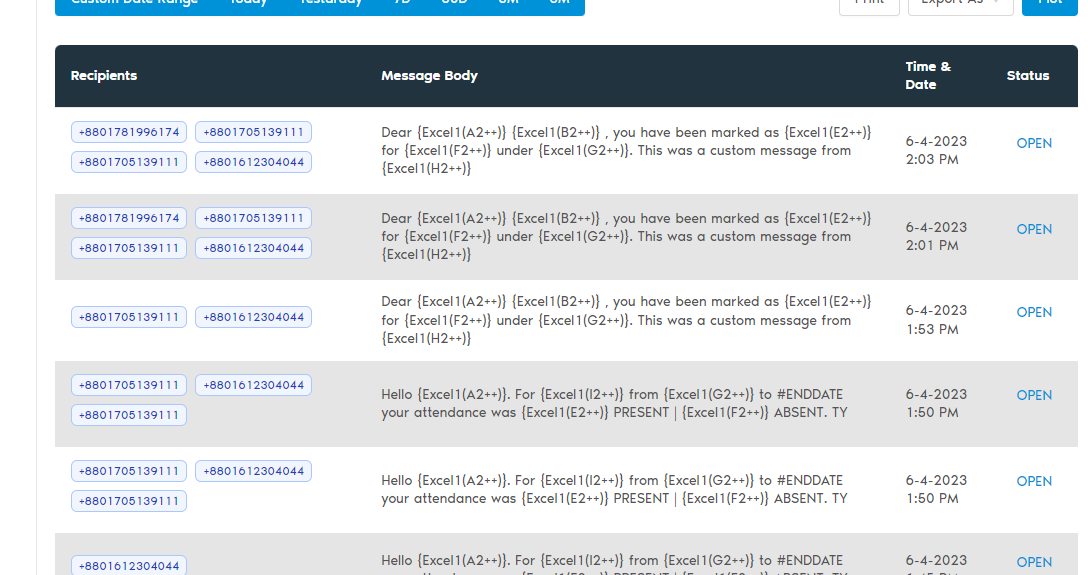 Custom Date Range Today Yestarday 7D 30D 3M 6M Print Export As Plot
Recipients Message Body Time & Date Status
+8801781996174 +8801705139111
+8801705139111 +8801612304044
Dear {Excel1(A2++)} {Excel1(B2++)} , you have been marked as {Excel1(E2++)}
for {Excel1(F2++)} under {Excel1(G2++)}. This was a custom message from
{Excel1(H2++)}
6-4-2023
2:03 PM
OPEN
+8801781996174 +8801705139111
+8801705139111 +8801612304044
Dear {Excel1(A2++)} {Excel1(B2++)} , you have been marked as {Excel1(E2++)}
for {Excel1(F2++)} under {Excel1(G2++)}. This was a custom message from
{Excel1(H2++)}
6-4-2023
2:01 PM
OPEN
+8801705139111 +8801612304044
Dear {Excel1(A2++)} {Excel1(B2++)} , you have been marked as {Excel1(E2++)}
for {Excel1(F2++)} under {Excel1(G2++)}. This was a custom message from
{Excel1(H2++)}
6-4-2023
1:53 PM
OPEN
+8801705139111 +8801612304044
+8801705139111
Hello {Excel1(A2++)}. For {Excel1(I2++)} from {Excel1(G2++)} to #ENDDATE
your attendance was {Excel1(E2++)} PRESENT | {Excel1(F2++)} ABSENT. TY
6-4-2023
1:50 PM
OPEN
+8801705139111 +8801612304044
+8801705139111
Hello {Excel1(A2++)}. For {Excel1(I2++)} from {Excel1(G2++)} to #ENDDATE
your attendance was {Excel1(E2++)} PRESENT | {Excel1(F2++)} ABSENT. TY
6-4-2023
1:50 PM
OPEN
+8801612304044
Hello {Excel1(A2++)}. For {Excel1(I2++)} from {Excel1(G2++)} to #ENDDATE
6-4-2023
OPEN